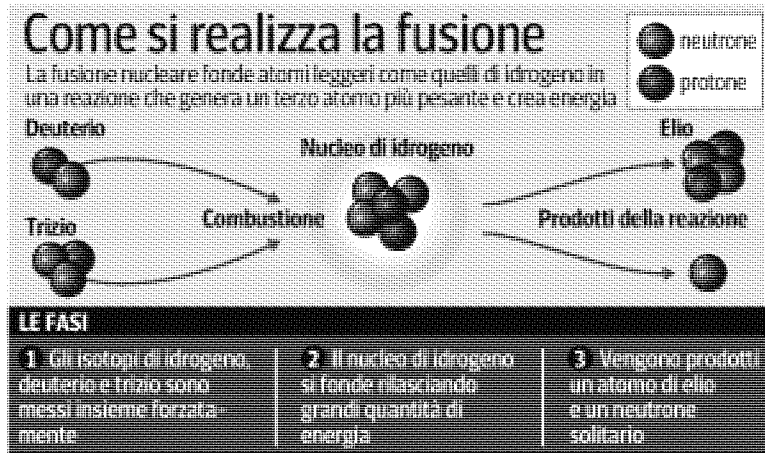 Come si realizza la fusione
La fusione nucleare fonde atomi leggeri come quelli di idrogeno in
una reazione che genera un terzo atomo più pesante e crea energia
neutrone
protone
Deuterio
Nucleo di idrogeno
Elio
Trizio
Combustione
Prodotti della reazione
LE FASI
1 Gli isotopi di idrogeno,
deuterio e trizio sono
messi insieme forzata-
mente
2 Il nucleo di idrogeno
si fonde rilasciando
grandi quantità di
energia
3 Vengono prodotti
un atomo di elio
e un neutrone
solitario